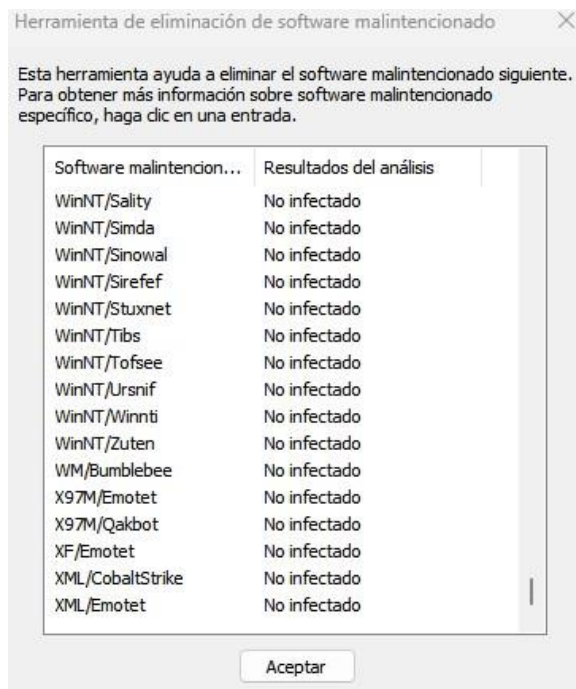 Herramienta de eliminación de software malintencionado
Esta herramienta ayuda a eliminar el software malintencionado siguiente.
Para obtener más información sobre software malintencionado
específico, haga clic en una entrada.
Software malintencion... Resultados del análisis
WinNT/Sality No infectado
WinNT/Simda No infectado
WinNT/Sinowal No infectado
WinNT/Sirefef No infectado
WinNT/Stuxnet No infectado
WinNT/Tibs No infectado
WinNT/Tofsee No infectado
WinNT/Ursnif No infectado
WinNT/Winnti No infectado
WinNT/Zuten No infectado
WM/Bumblebee No infectado
X97M/Emotet No infectado
X97M/Qakbot No infectado
XF/Emotet No infectado
XML/CobaltStrike No infectado
XML/Emotet No infectado
Aceptar